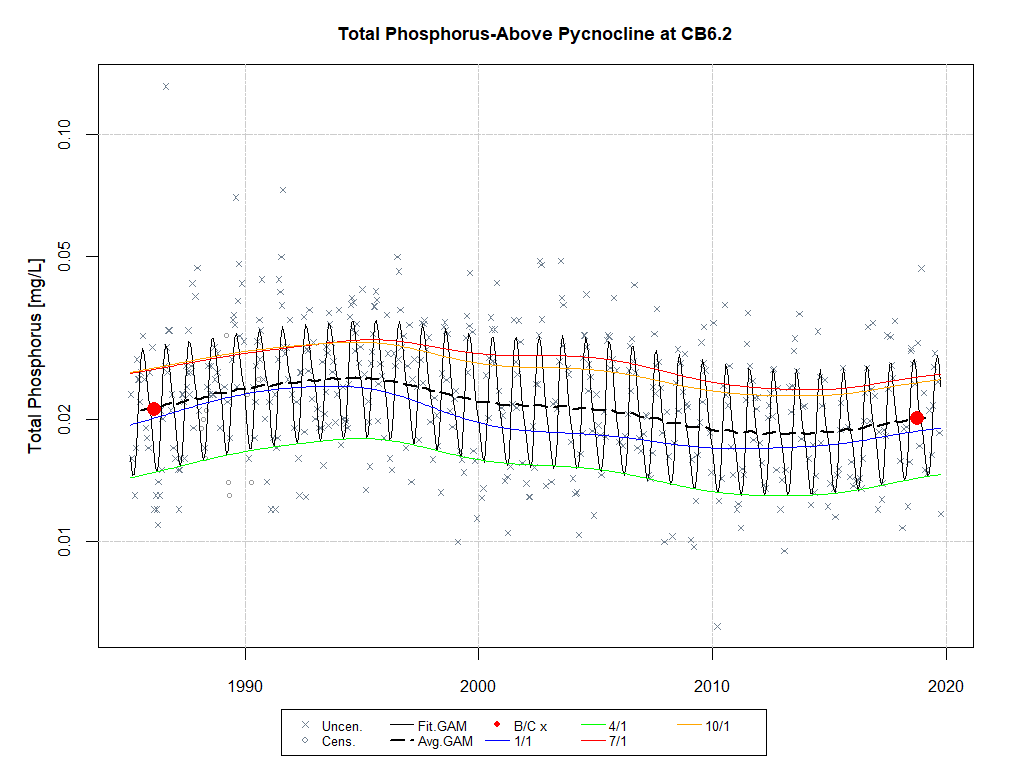 Total Phosphorus-Above Pycnocline at CB6.2
Total Phosphorus [mg/L]
0.10
0.05
0.02
0.01
1990 2000 2010 2020
Uncen. Fit.GAM B/C x 4/1 10/1
Cens. Avg.GAM 1/1 7/1